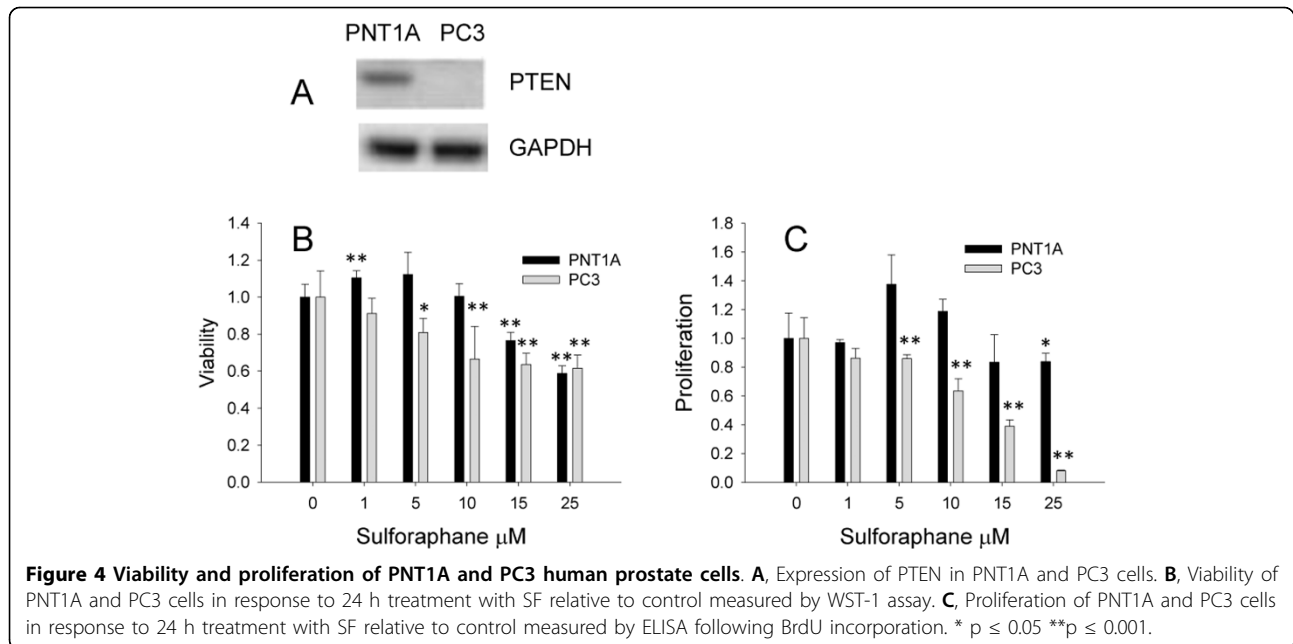 PNT1A PC3
A
PTEN
GAPDH
B
PNT1A
PC3
Viability
1.4
1.2
1.0
0.8
0.6
0.4
0.2
0.0
** * ** ** ** ** **
0 1 5 10 15 25
Sulforaphane μM
C
PNT1A
PC3
Proliferation
1.8
1.6
1.4
1.2
1.0
0.8
0.6
0.4
0.2
0.0
** ** ** * **
0 1 5 10 15 25
Sulforaphane μM
Figure 4 Viability and proliferation of PNT1A and PC3 human prostate cells. A, Expression of PTEN in PNT1A and PC3 cells. B, Viability of
PNT1A and PC3 cells in response to 24 h treatment with SF relative to control measured by WST-1 assay. C, Proliferation of PNT1A and PC3 cells
in response to 24 h treatment with SF relative to control measured by ELISA following BrdU incorporation. * p ≤ 0.05 **p ≤ 0.001.